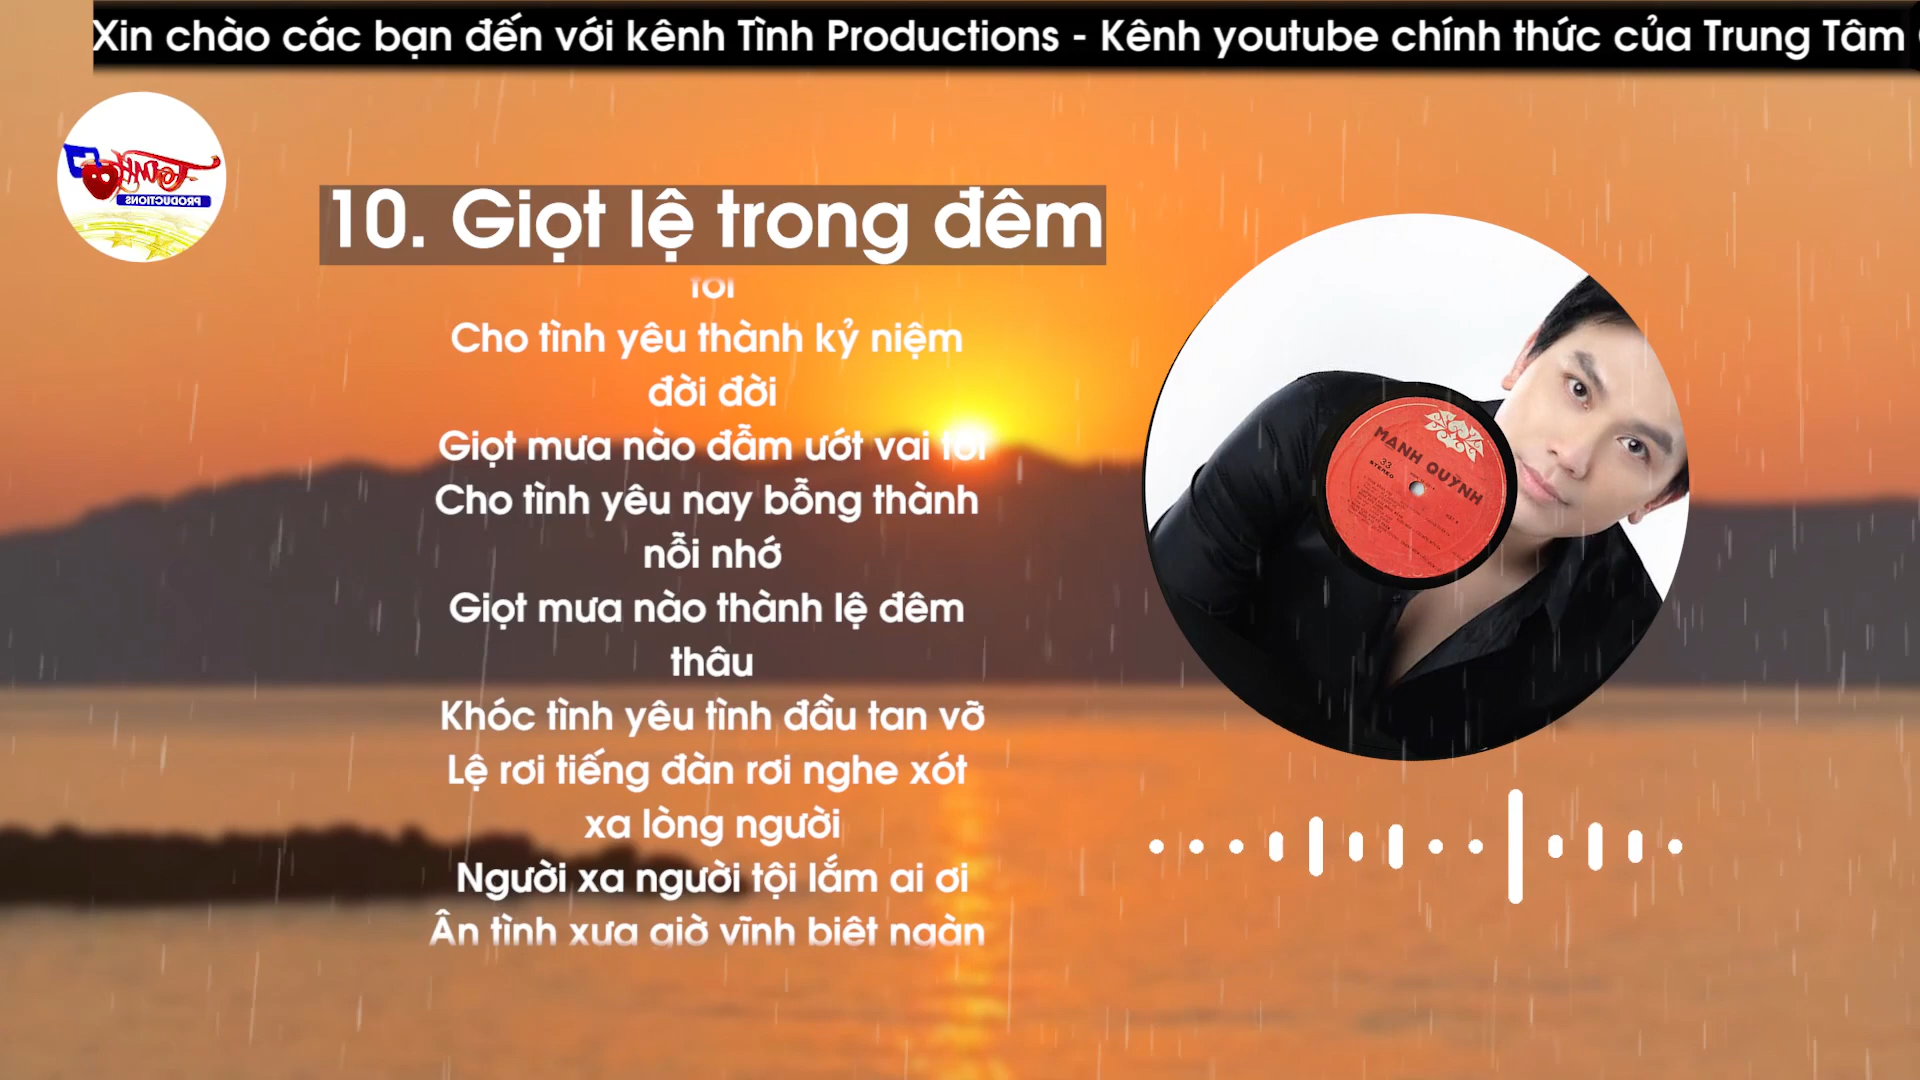 Xin chào các bạn đến với kênh Tình Productions - Kênh youtube chính thức của Trung Tâm
PRODUCTIONS
10. Giọt lệ trong đêm
tôi
Cho tình yêu thành kỷ niệm
đời đời
Giọt mưa nào đẫm ướt vai tôi
Cho tình yêu nay bỗng thành
nỗi nhớ
Giọt mưa nào thành lệ đêm
thâu
Khóc tình yêu tình đầu tan vỡ
Lệ rơi tiếng đàn rơi nghe xót
xa lòng người
Người xa người tội lắm ai ơi
Ân tình xưa giờ vĩnh biệt ngàn
MẠNH QUỲNH
33
STEREO